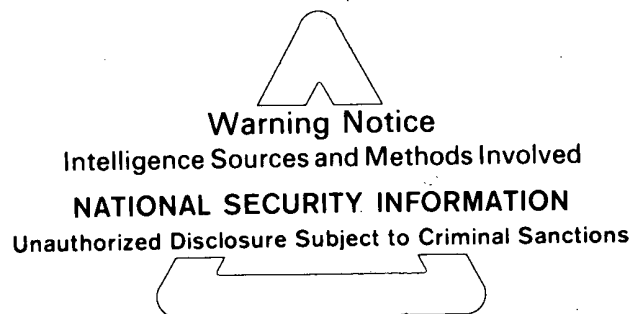 Warning Notice
Intelligence Sources and Methods Involved
NATIONAL SECURITY INFORMATION
Unauthorized Disclosure Subject to Criminal Sanctions